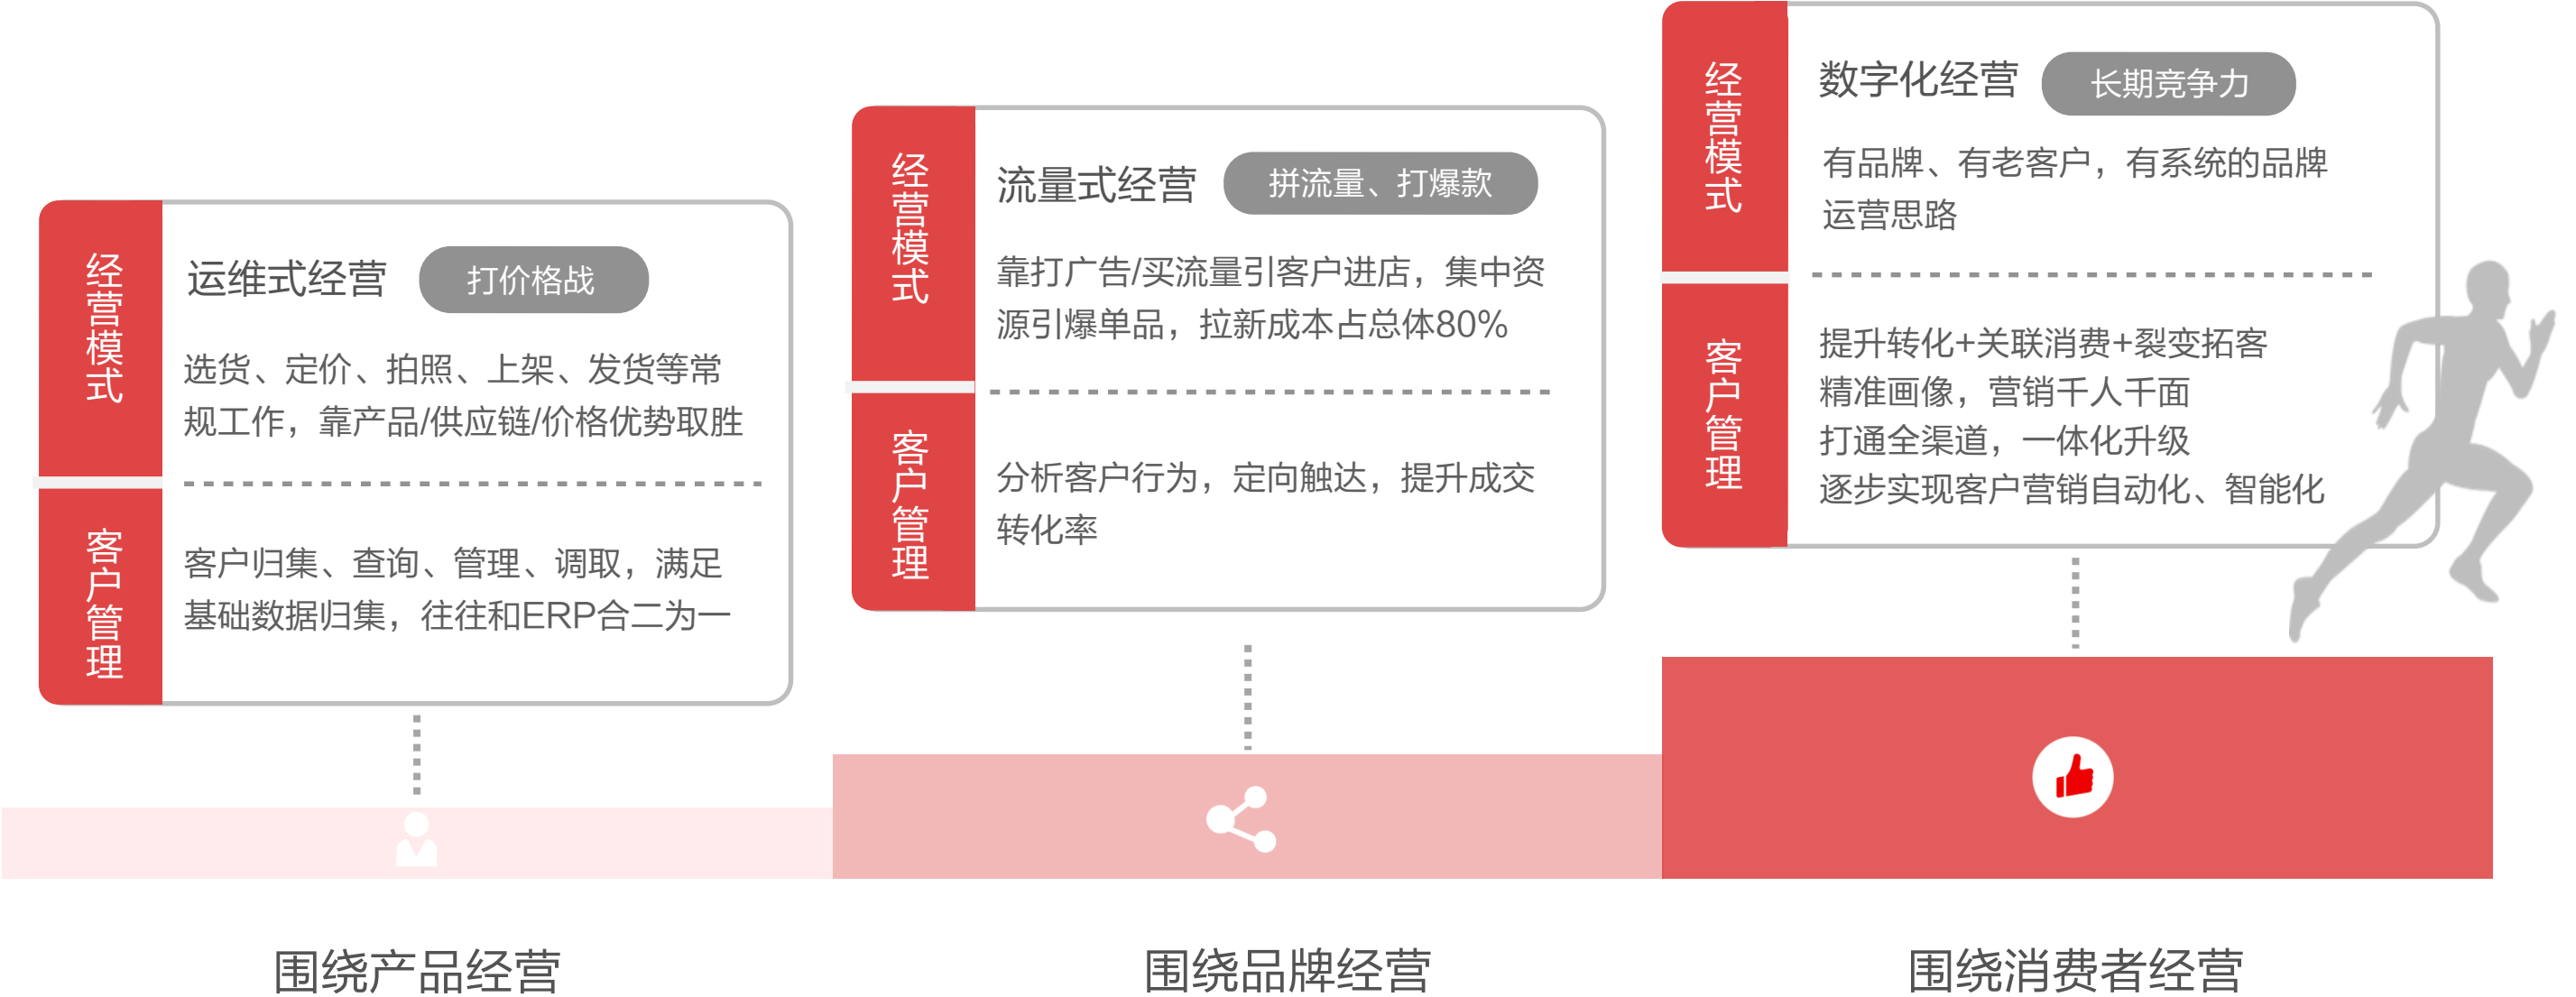 经营模式
运维式经营
打价格战
选货、定价、拍照、上架、发货等常
规工作，靠产品/供应链/价格优势取胜
客户管理
客户归集、查询、管理、调取，满足
基础数据归集，往往和ERP合二为一
围绕产品经营
经营模式
流量式经营
拼流量、打爆款
靠打广告/买流量引客户进店，集中资
源引爆单品，拉新成本占总体80%
客户管理
分析客户行为，定向触达，提升成交
转化率
围绕品牌经营
经营模式
数字化经营
长期竞争力
有品牌、有老客户，有系统的品牌
运营思路
客户管理
提升转化+关联消费+裂变拓客
精准画像，营销千人千面
打通全渠道，一体化升级
逐步实现客户营销自动化、智能化
围绕消费者经营